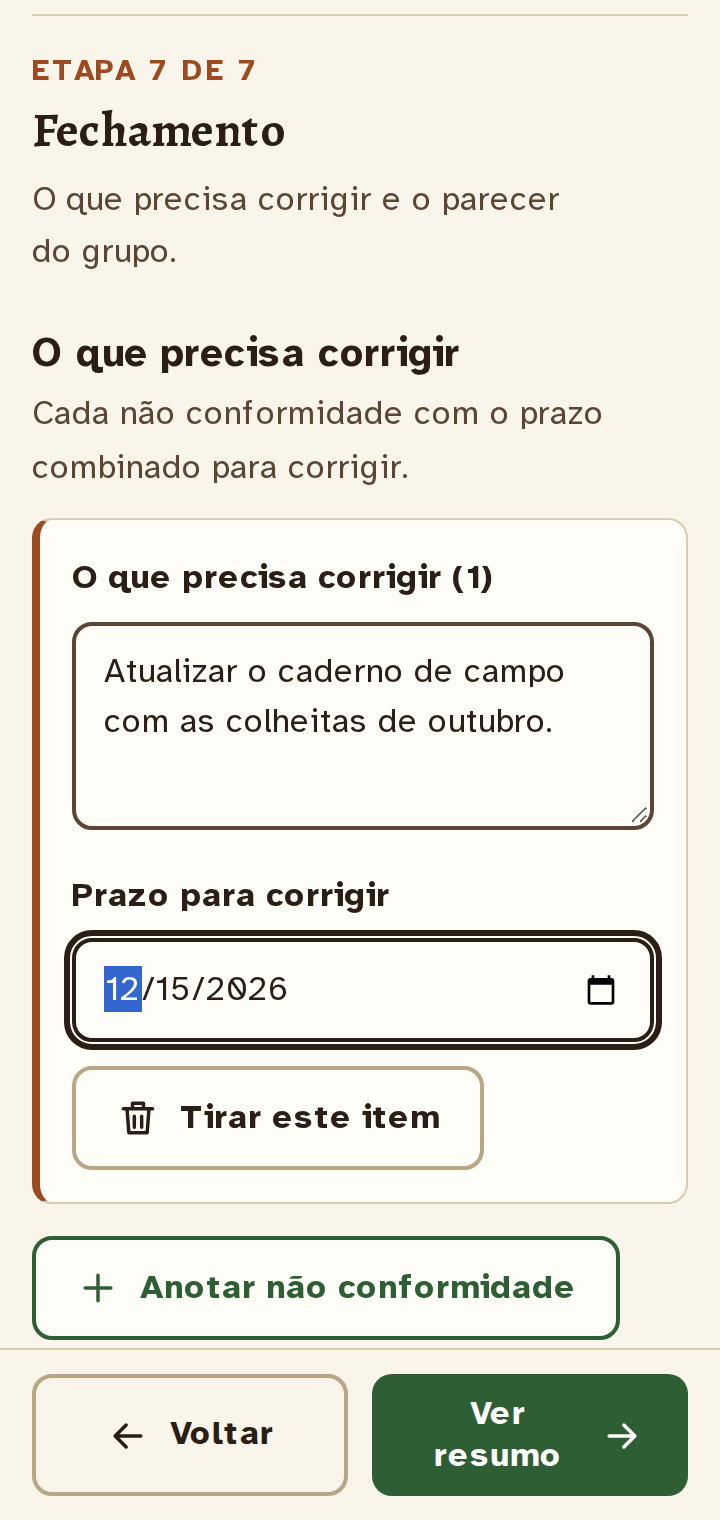 ETAPA 7 DE 7
Fechamento
O que precisa corrigir e o parecer
do grupo.
O que precisa corrigir
Cada não conformidade com o prazo
combinado para corrigir.
O que precisa corrigir (1)
Atualizar o caderno de campo
com as colheitas de outubro.
Prazo para corrigir
12/15/2026
Tirar este item
Anotar não conformidade
Voltar
Ver
resumo